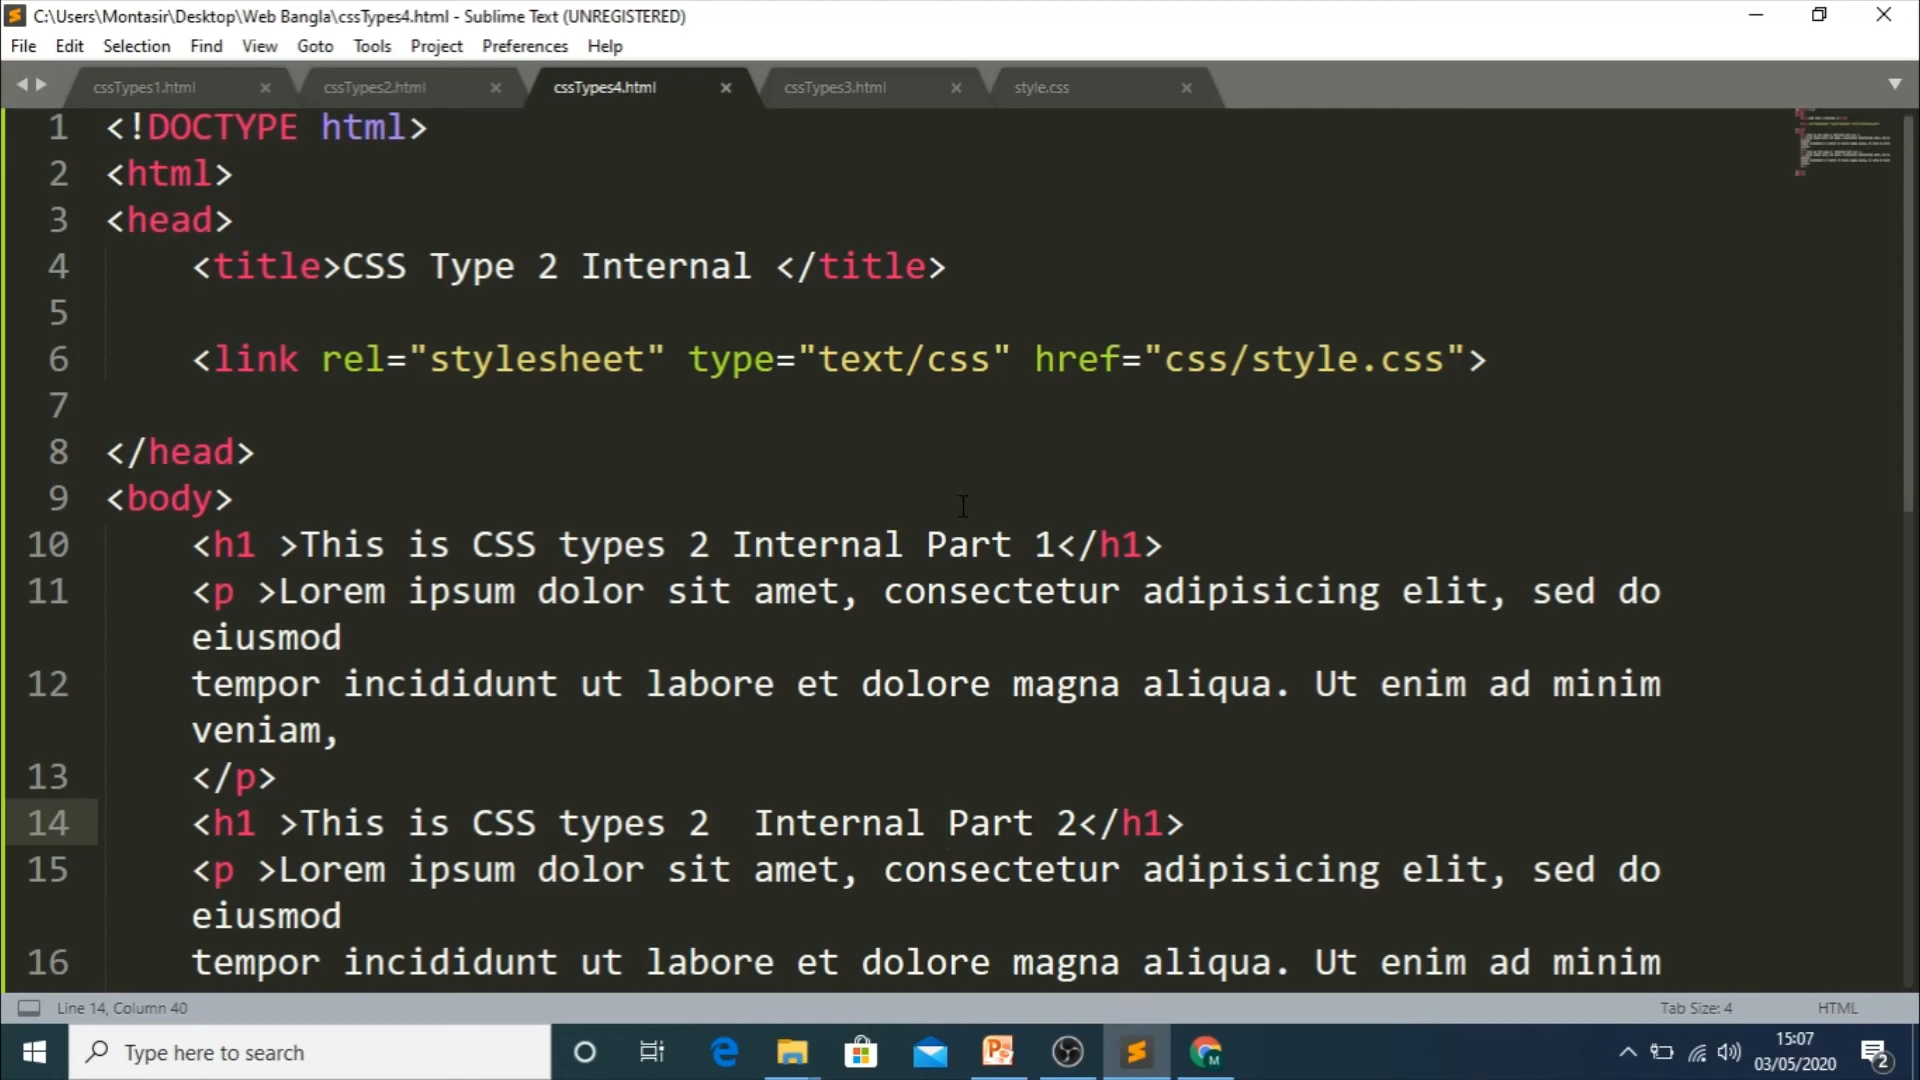 C:\Users\Montasir\Desktop\Web Bangla\cssTypes4.html - Sublime Text (UNREGISTERED)
File Edit Selection Find View Goto Tools Project Preferences Help
cssTypes1.html cssTypes2.html cssTypes4.html cssTypes3.html style.css
1 <!DOCTYPE html>
2 <html>
3 <head>
4 <title>CSS Type 2 Internal </title>
5
6 <link rel="stylesheet" type="text/css" href="css/style.css">
7
8 </head>
9 <body>
10 <h1 >This is CSS types 2 Internal Part 1</h1>
11 <p >Lorem ipsum dolor sit amet, consectetur adipisicing elit, sed do
eiusmod
12 tempor incididunt ut labore et dolore magna aliqua. Ut enim ad minim
veniam,
13 </p>
14 <h1 >This is CSS types 2  Internal Part 2</h1>
15 <p >Lorem ipsum dolor sit amet, consectetur adipisicing elit, sed do
eiusmod
16 tempor incididunt ut labore et dolore magna aliqua. Ut enim ad minim
Line 14, Column 40 Tab Size: 4 HTML
Type here to search
15:07
03/05/2020
2